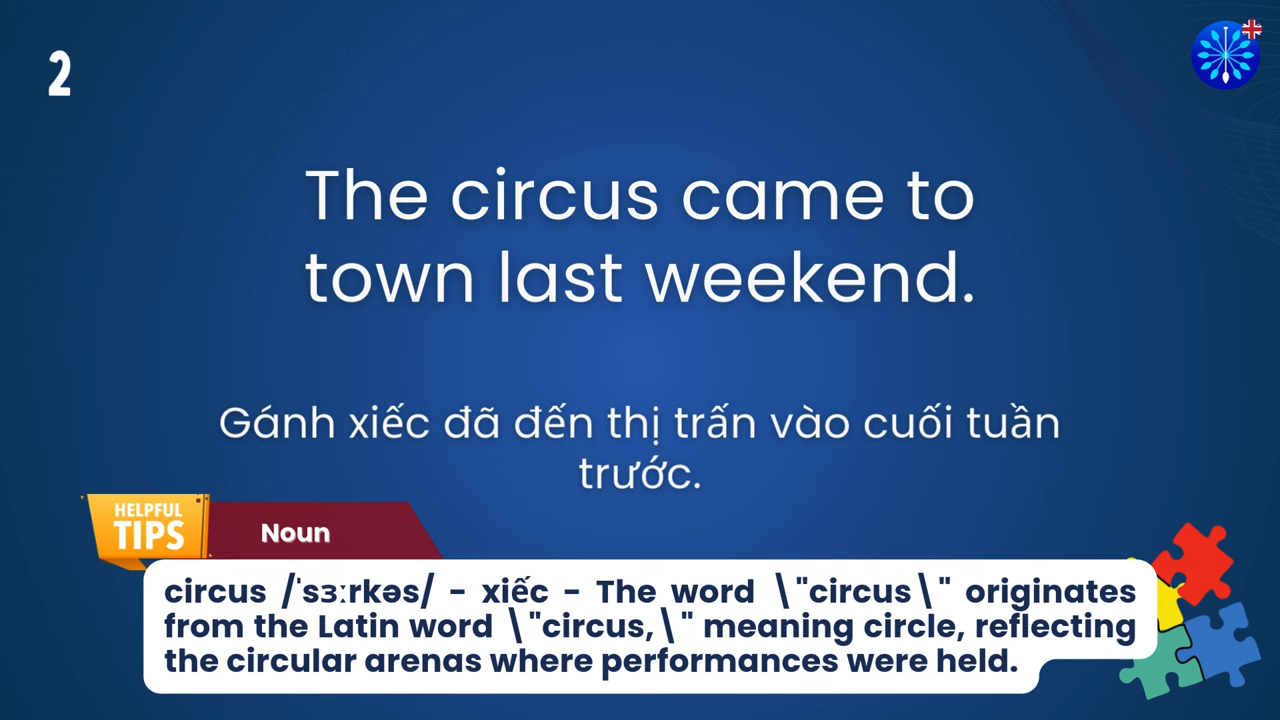 2
The circus came to
town last weekend.
Gánh xiếc đã đến thị trấn vào cuối tuần
trước.
HELPFUL
TIPS
Noun
circus /ˈsɜːrkəs/ - xiếc - The word \"circus\" originates
from the Latin word \"circus,\" meaning circle, reflecting
the circular arenas where performances were held.